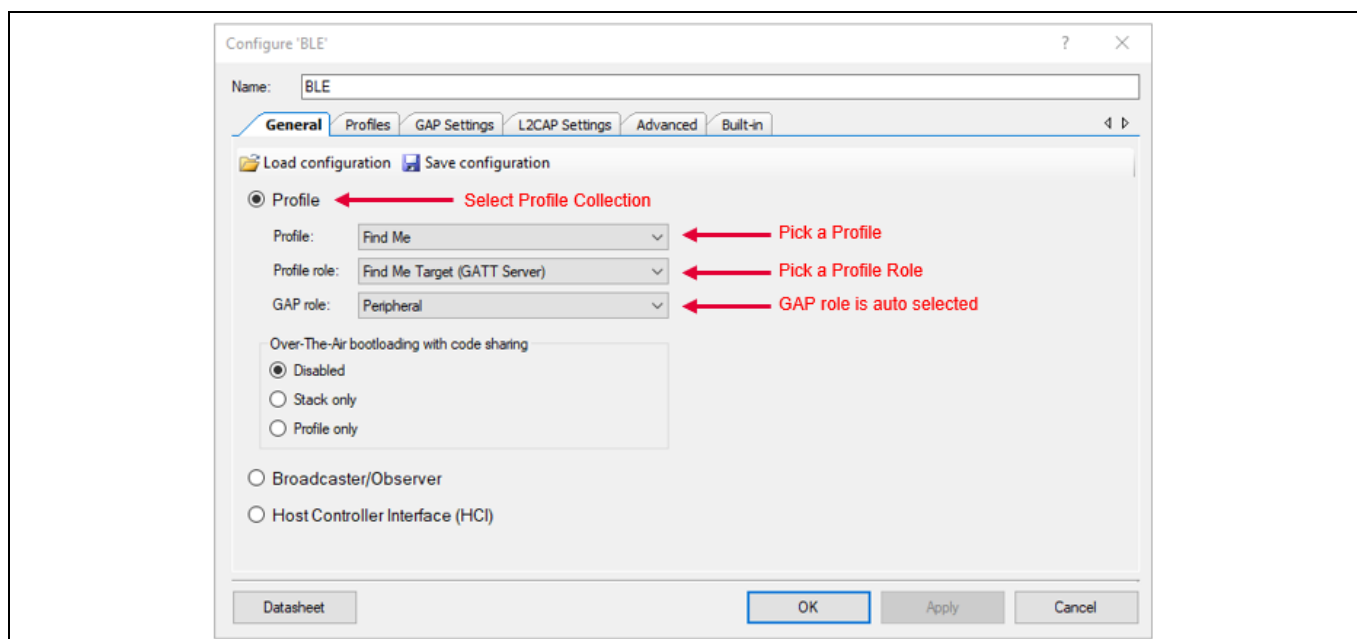 Configure 'BLE' ?
Name: BLE
General Profiles GAP Settings L2CAP Settings Advanced Built-in
Load configuration Save configuration
Profile Select Profile Collection
Profile: Find Me Pick a Profile
Profile role: Find Me Target (GATT Server) Pick a Profile Role
GAP role: Peripheral GAP role is auto selected
Over-The-Air bootloading with code sharing
Disabled
Stack only
Profile only
Broadcaster/Observer
Host Controller Interface (HCI)
Datasheet OK Apply Cancel